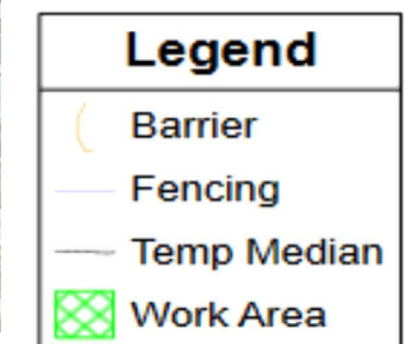 Legend
Barrier
Fencing
Temp Median
Work Area